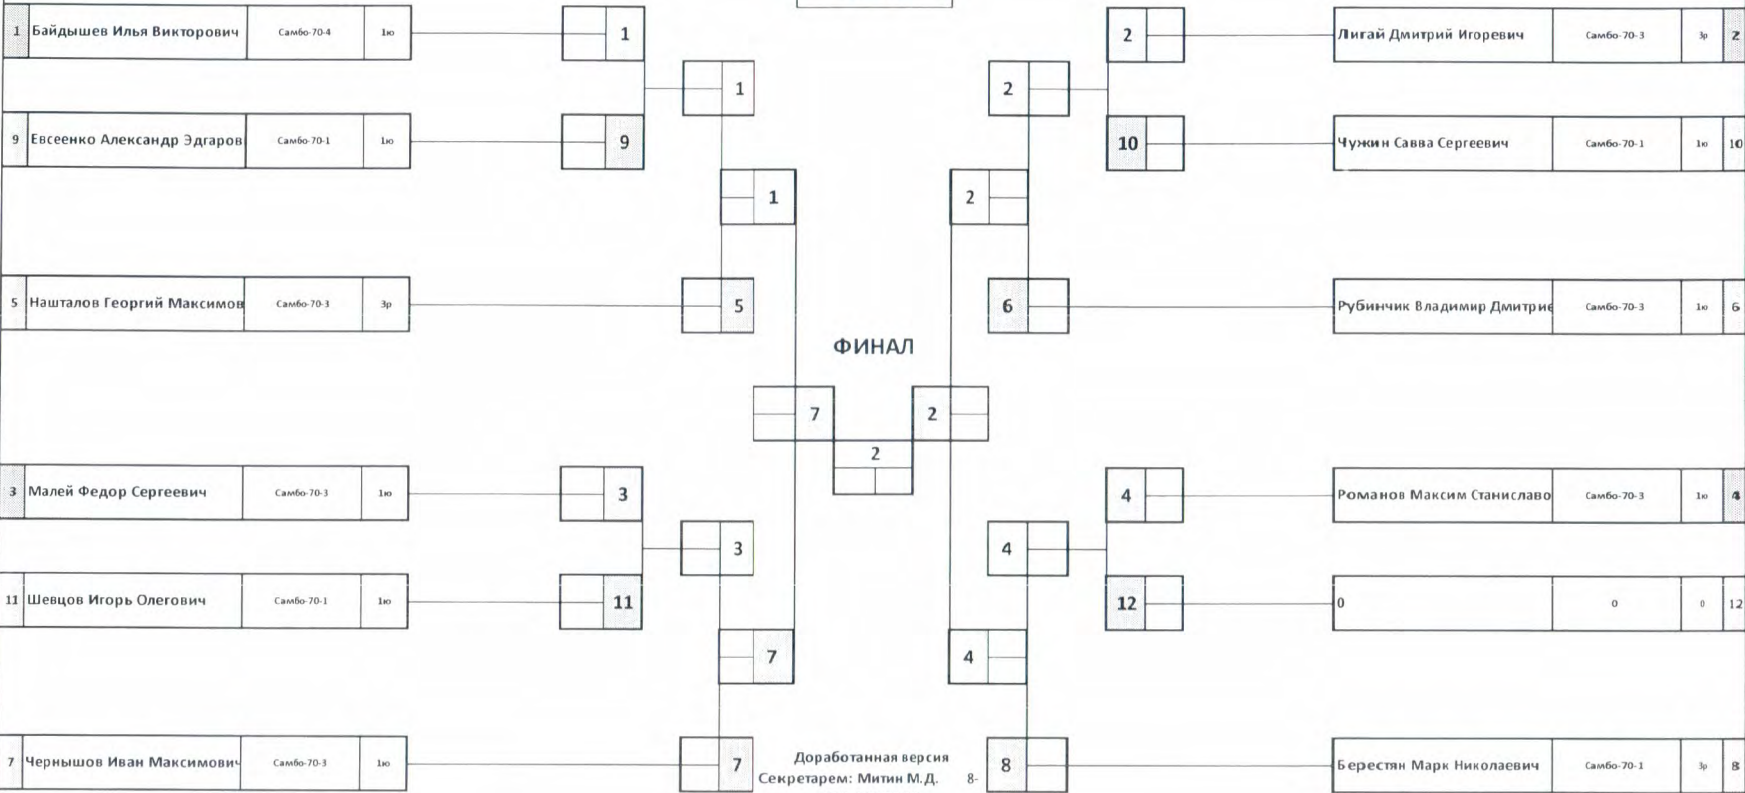 1 Байдышев Илья Викторович Самбо-70-4 1ю
1
2
Лигай Дмитрий Игоревич Самбо-70-3 3р 2
1
2
9 Евсеенко Александр Эдгаров Самбо-70-1 1ю
9
10
Чужин Савва Сергеевич Самбо-70-1 1ю 10
1
2
5 Нашталов Георгий Максимов Самбо-70-3 3р
5
6
Рубинчик Владимир Дмитрие Самбо-70-3 1ю 6
ФИНАЛ
7
2
2
3 Малей Федор Сергеевич Самбо-70-3 1ю
3
4
Романов Максим Станиславо Самбо-70-3 1ю 4
3
4
11 Шевцов Игорь Олегович Самбо-70-1 1ю
11
12
0 0 0 12
7
4
7 Чернышов Иван Максимович Самбо-70-3 1ю
7
Доработанная версия
Секретарем: Митин М.Д. 8-
8
Берестян Марк Николаевич Самбо-70-1 3р 8